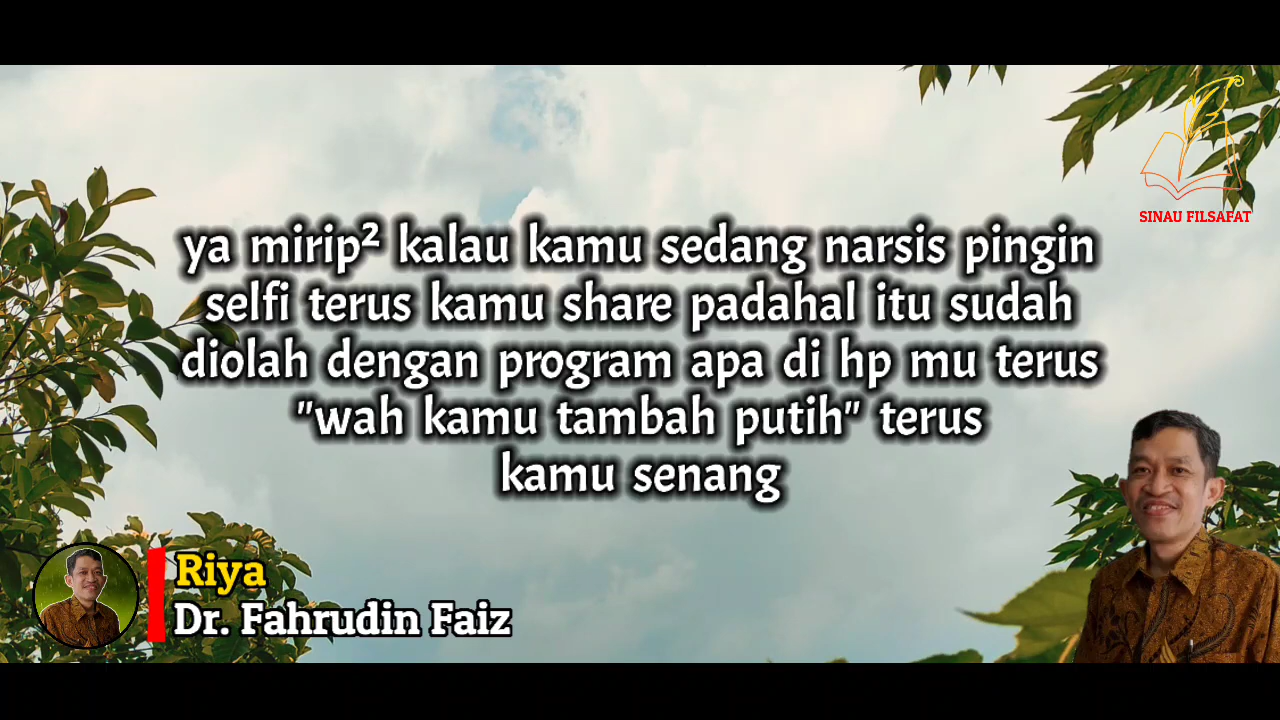 SINAU FILSAFAT
ya mirip² kalau kamu sedang narsis pingin
selfi terus kamu share padahal itu sudah
diolah dengan program apa di hp mu terus
"wah kamu tambah putih" terus
kamu senang
Riya
Dr. Fahrudin Faiz